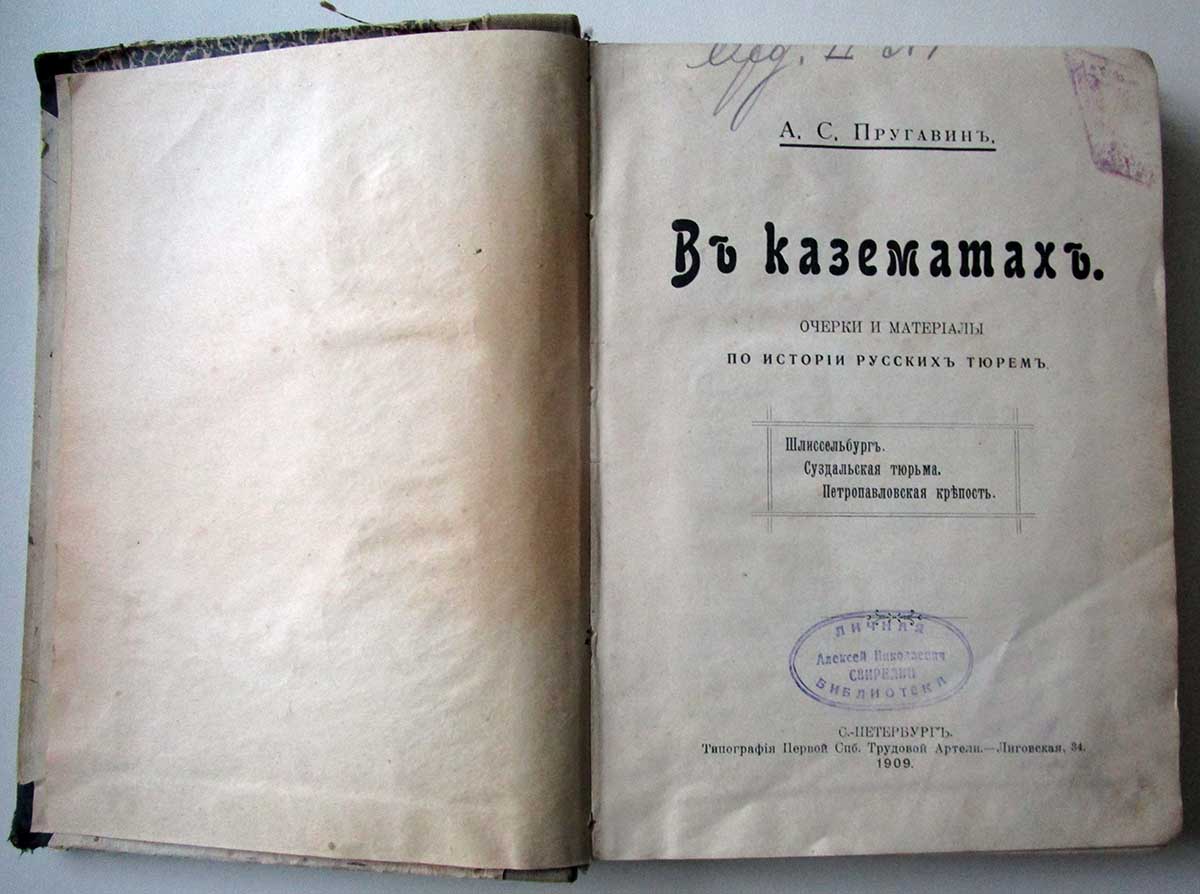 А. С. Пругавинъ.
Въ казематахъ.
ОЧЕРКИ И МАТЕРІАЛЫ
ПО ИСТОРІИ РУССКИХЪ ТЮРЕМЪ.
Шлиссельбургъ.
Суздальская тюрьма.
Петропавловская крѣпость.
ЛИЧНАЯ
Алексей Николаевич
СВИРЕЛИН
БИБЛИОТЕКА
С.-ПЕТЕРБУРГЪ.
Типографія Первой Спб. Трудовой Артели.—Лиговская, 34.
1909.